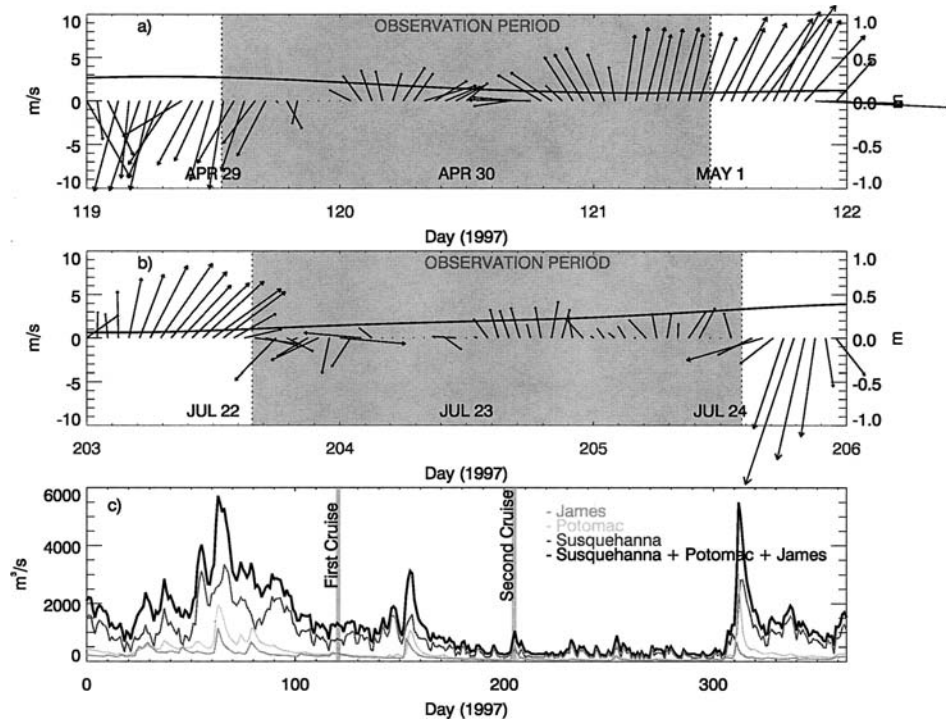 a)
OBSERVATION PERIOD
10
5
0
-5
-10
m/s
1.0
0.5
0.0
-0.5
-1.0
m
APR 29
APR 30
MAY 1
119
120
121
122
Day (1997)
b)
OBSERVATION PERIOD
10
5
0
-5
-10
m/s
1.0
0.5
0.0
-0.5
-1.0
m
JUL 22
JUL 23
JUL 24
203
204
205
206
Day (1997)
c)
6000
4000
2000
0
m³/s
First Cruise
Second Cruise
- James
- Potomac
- Susquehanna
- Susquehanna + Potomac + James
0
100
200
300
Day (1997)